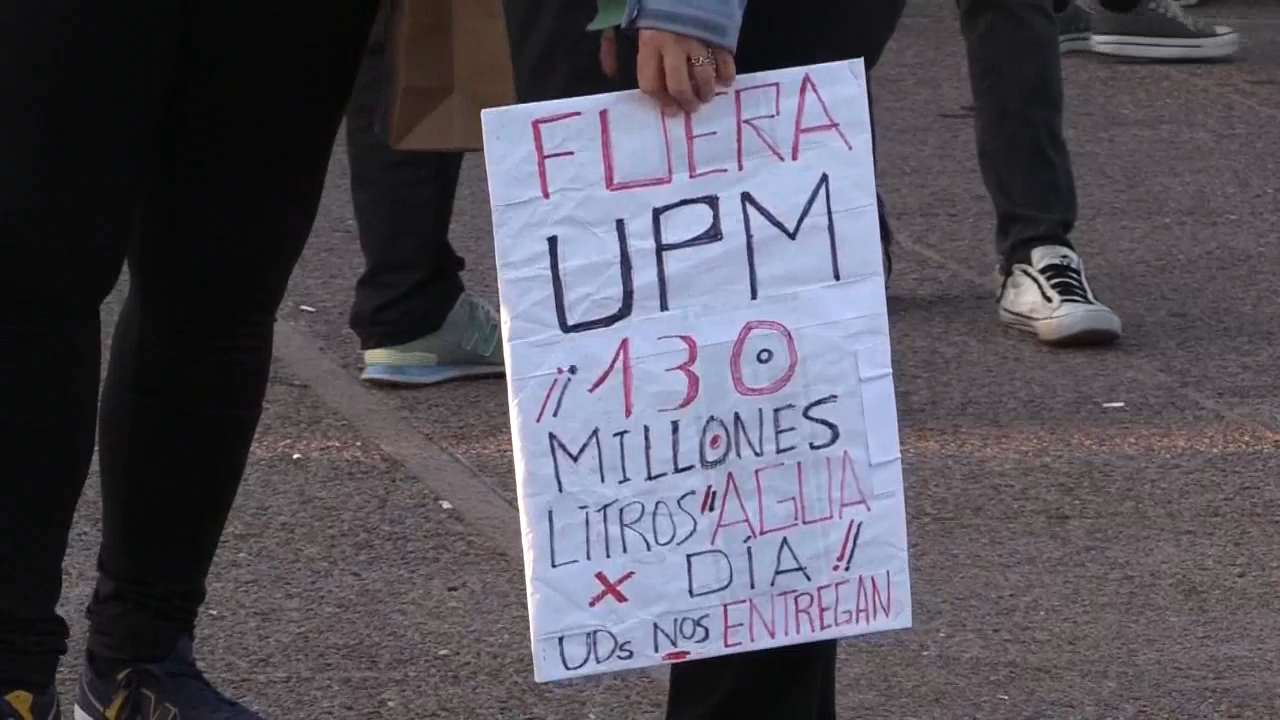 FUERA
UPM
¡¡130
MILLONES
LITROS "AGUA
X DÍA!!
UDs NOS ENTREGAN